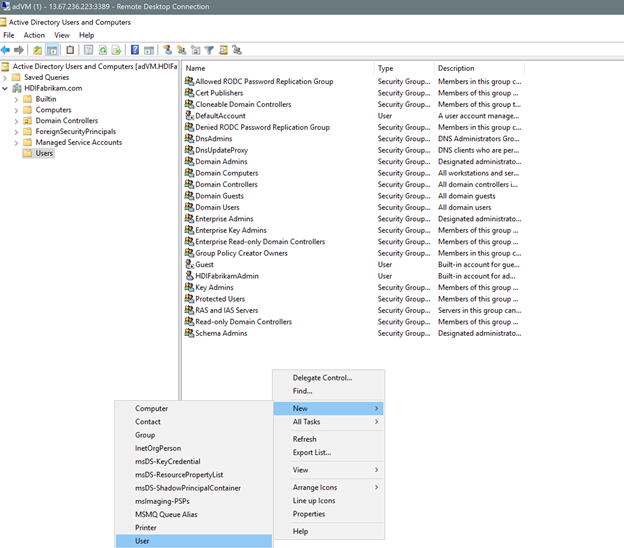 adVM - 13.67.236.223:3389 - Remote Desktop Connection
Active Directory Users and Computers
File Action View Help
Active Directory Users and Computers [adVM.HDIFa
Saved Queries
HDIFabrikam.com
Builtin
Computers
Domain Controllers
ForeignSecurityPrincipals
Managed Service Accounts
Users
Name Type Description
Allowed RODC Password Replication Group Security Group... Members in this group c...
Cert Publishers Security Group... Members of this group ...
Cloneable Domain Controllers Security Group... Members of this group t...
DefaultAccount User A user account manage...
Denied RODC Password Replication Group Security Group... Members in this group c...
DnsAdmins Security Group... DNS Administrators Gro...
DnsUpdateProxy Security Group... DNS clients who are per...
Domain Admins Security Group... Designated administrato...
Domain Computers Security Group... All workstations and ser...
Domain Controllers Security Group... All domain controllers i...
Domain Guests Security Group... All domain guests
Domain Users Security Group... All domain users
Enterprise Admins Security Group... Designated administrato...
Enterprise Key Admins Security Group... Members of this group ...
Enterprise Read-only Domain Controllers Security Group... Members of this group ...
Group Policy Creator Owners Security Group... Members in this group c...
Guest User Built-in account for gue...
HDIFabrikamAdmin User Built-in account for ad...
Key Admins Security Group... Members of this group ...
Protected Users Security Group... Members of this group ...
RAS and IAS Servers Security Group... Servers in this group can...
Read-only Domain Controllers Security Group... Members of this group ...
Schema Admins Security Group... Designated administrato...
Delegate Control...
Find...
New
All Tasks
Refresh
Export List...
View
Arrange Icons
Line up Icons
Properties
Help
Computer
Contact
Group
InetOrgPerson
msDS-KeyCredential
msDS-ResourcePropertyList
msDS-ShadowPrincipalContainer
msImaging-PSPs
MSMQ Queue Alias
Printer
User